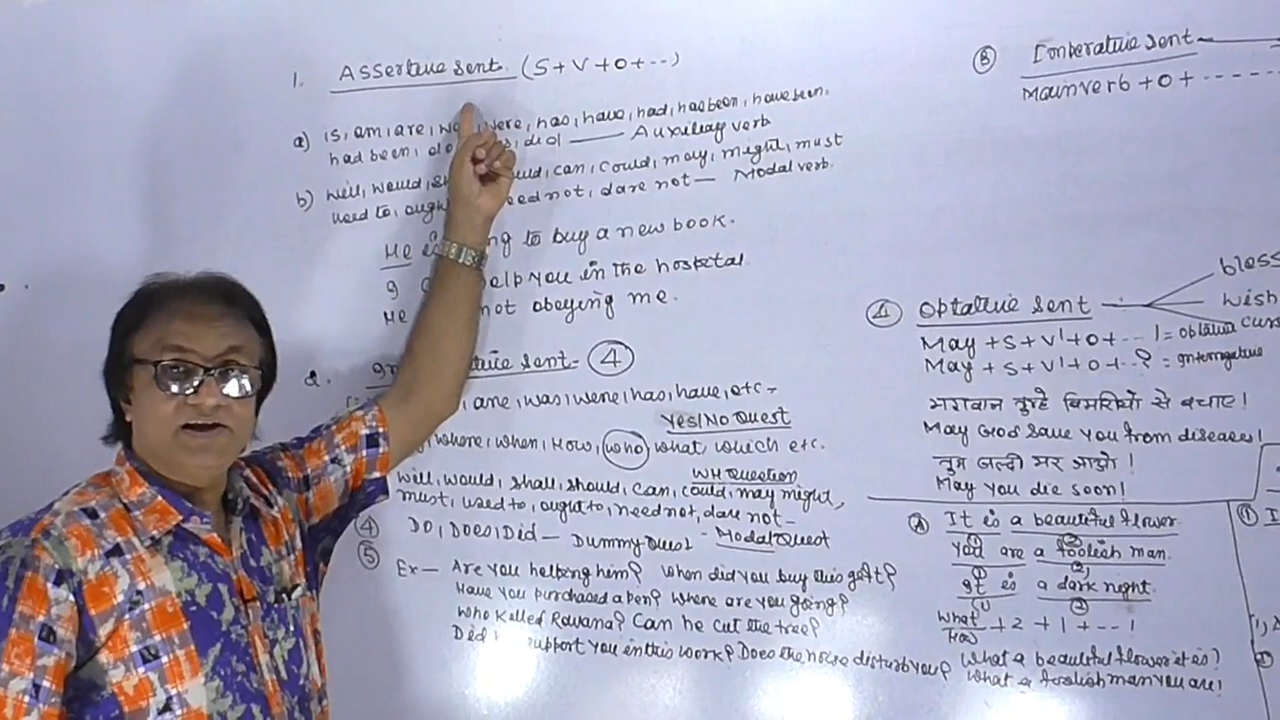 1. Assertive Sent. (S+V+O+--)
a) is, am, are, were, has, have, had, has been, have been,
had been, did —— Auxiliary verb
b) will, would, can, could, may, might, must
used to, need not, dare not — Modal verb.
He to buy a new book.
help you in the hospital
He not obeying me.
2. Sent- ④
are, was, were, has, have, etc -
Yes/No Quest
where, when, How, who, what, which etc.
WH Question
will, would, shall, should, can, could, may might,
must, used to, ought to, need not, dare not-
Modal Quest
④ Do, Does, Did — Dummy Quest
⑤ Ex— Are you helping him? When did you buy this gift?
Have you purchased a pen? Where are you going?
Who killed Ravana? Can he cut the tree?
support you in this work? Does the noise disturb you?
③ Imperative Sent
Main verb + O + ------
④ Optative Sent
bless
wish
curs
May + S + V¹ + O + --- ! = Optative
May + S + V¹ + O + ---? = Interrogative
भगवान तुम्हे बिमारियों से बचाए!
May God save you from diseases!
तुम जल्दी मर जाओ!
May you die soon!
It is a beautiful flower.
① ②
You are a foolish man.
① ②
It is a dark night.
(1) ②
What
How + 2 + 1 + -- !
What a beautiful flower it is?
What a foolish man you are!